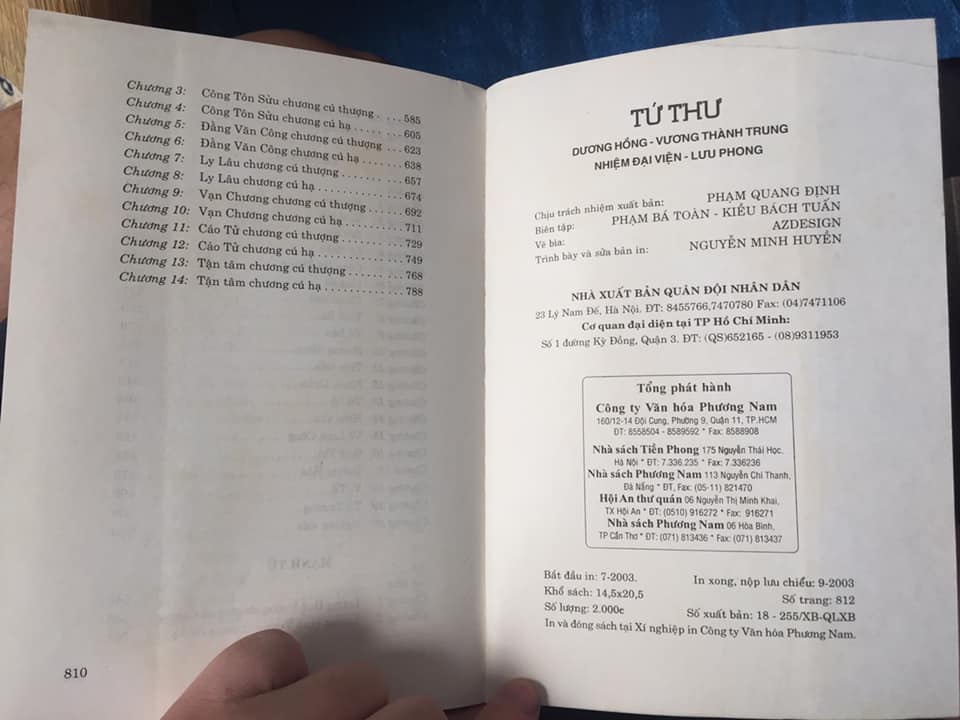 Chương 3: Công Tôn Sửu chương cú thượng . . . . 585
Chương 4: Công Tôn Sửu chương cú hạ . . . . . 605
Chương 5: Đằng Văn Công chương cú thượng . . . 623
Chương 6: Đằng Văn Công chương cú hạ . . . . . . . 638
Chương 7: Ly Lâu chương cú thượng . . . . . . . . . . 657
Chương 8: Ly Lâu chương cú hạ . . . . . . . . . . . . . 674
Chương 9: Vạn Chương chương cú thượng . . . . . . 692
Chương 10: Vạn Chương chương cú hạ . . . . . . . . . 711
Chương 11: Cáo Tử chương cú thượng . . . . . . . . . . 729
Chương 12: Cáo Tử chương cú hạ . . . . . . . . . . . . . 749
Chương 13: Tận tâm chương cú thượng . . . . . . . . . 768
Chương 14: Tận tâm chương cú hạ . . . . . . . . . . . . 788
810
TỨ THƯ
DƯƠNG HỒNG - VƯƠNG THÀNH TRUNG
NHIỆM ĐẠI VIỆN - LƯU PHONG
Chịu trách nhiệm xuất bản: PHẠM QUANG ĐỊNH
Biên tập: PHẠM BÁ TOÀN - KIỀU BÁCH TUẤN
Vẽ bìa: AZDESIGN
Trình bày và sửa bản in: NGUYỄN MINH HUYỀN
NHÀ XUẤT BẢN QUÂN ĐỘI NHÂN DÂN
23 Lý Nam Đế, Hà Nội. ĐT: 8455766,7470780 Fax: (04)7471106
Cơ quan đại diện tại TP Hồ Chí Minh:
Số 1 đường Kỳ Đồng, Quận 3. ĐT: (QS)652165 - (08)9311953
Tổng phát hành
Công ty Văn hóa Phương Nam
160/12-14 Đội Cung, Phường 9, Quận 11, TP.HCM
ĐT: 8558504 - 8589592 * Fax: 8588908
Nhà sách Tiền Phong 175 Nguyễn Thái Học.
Hà Nội * ĐT: 7.336.235 * Fax: 7.336236
Nhà sách Phương Nam 113 Nguyễn Chí Thanh,
Đà Nẵng * ĐT, Fax: (05-11) 821470
Hội An thư quán 06 Nguyễn Thị Minh Khai,
TX Hội An * ĐT: (0510) 916272 * Fax: 916271
Nhà sách Phương Nam 06 Hòa Bình,
TP Cần Thơ * ĐT: (071) 813436 * Fax: (071) 813437
Bắt đầu in: 7-2003. In xong, nộp lưu chiểu: 9-2003
Khổ sách: 14,5x20,5 Số trang: 812
Số lượng: 2.000c Số xuất bản: 18 - 255/XB-QLXB
In và đóng sách tại Xí nghiệp in Công ty Văn hóa Phương Nam.